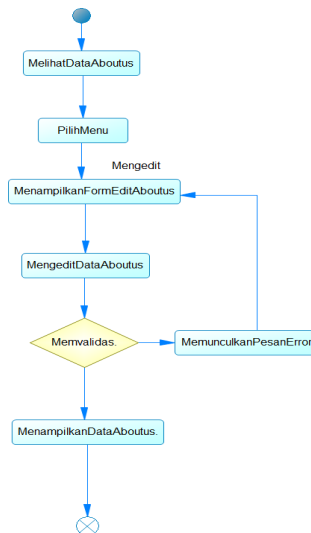 MelihatDataAboutus
PilihMenu
Mengedit
MenampilkanFormEditAboutus
MengeditDataAboutus
Memvalidas.
MemunculkanPesanError
MenampilkanDataAboutus.